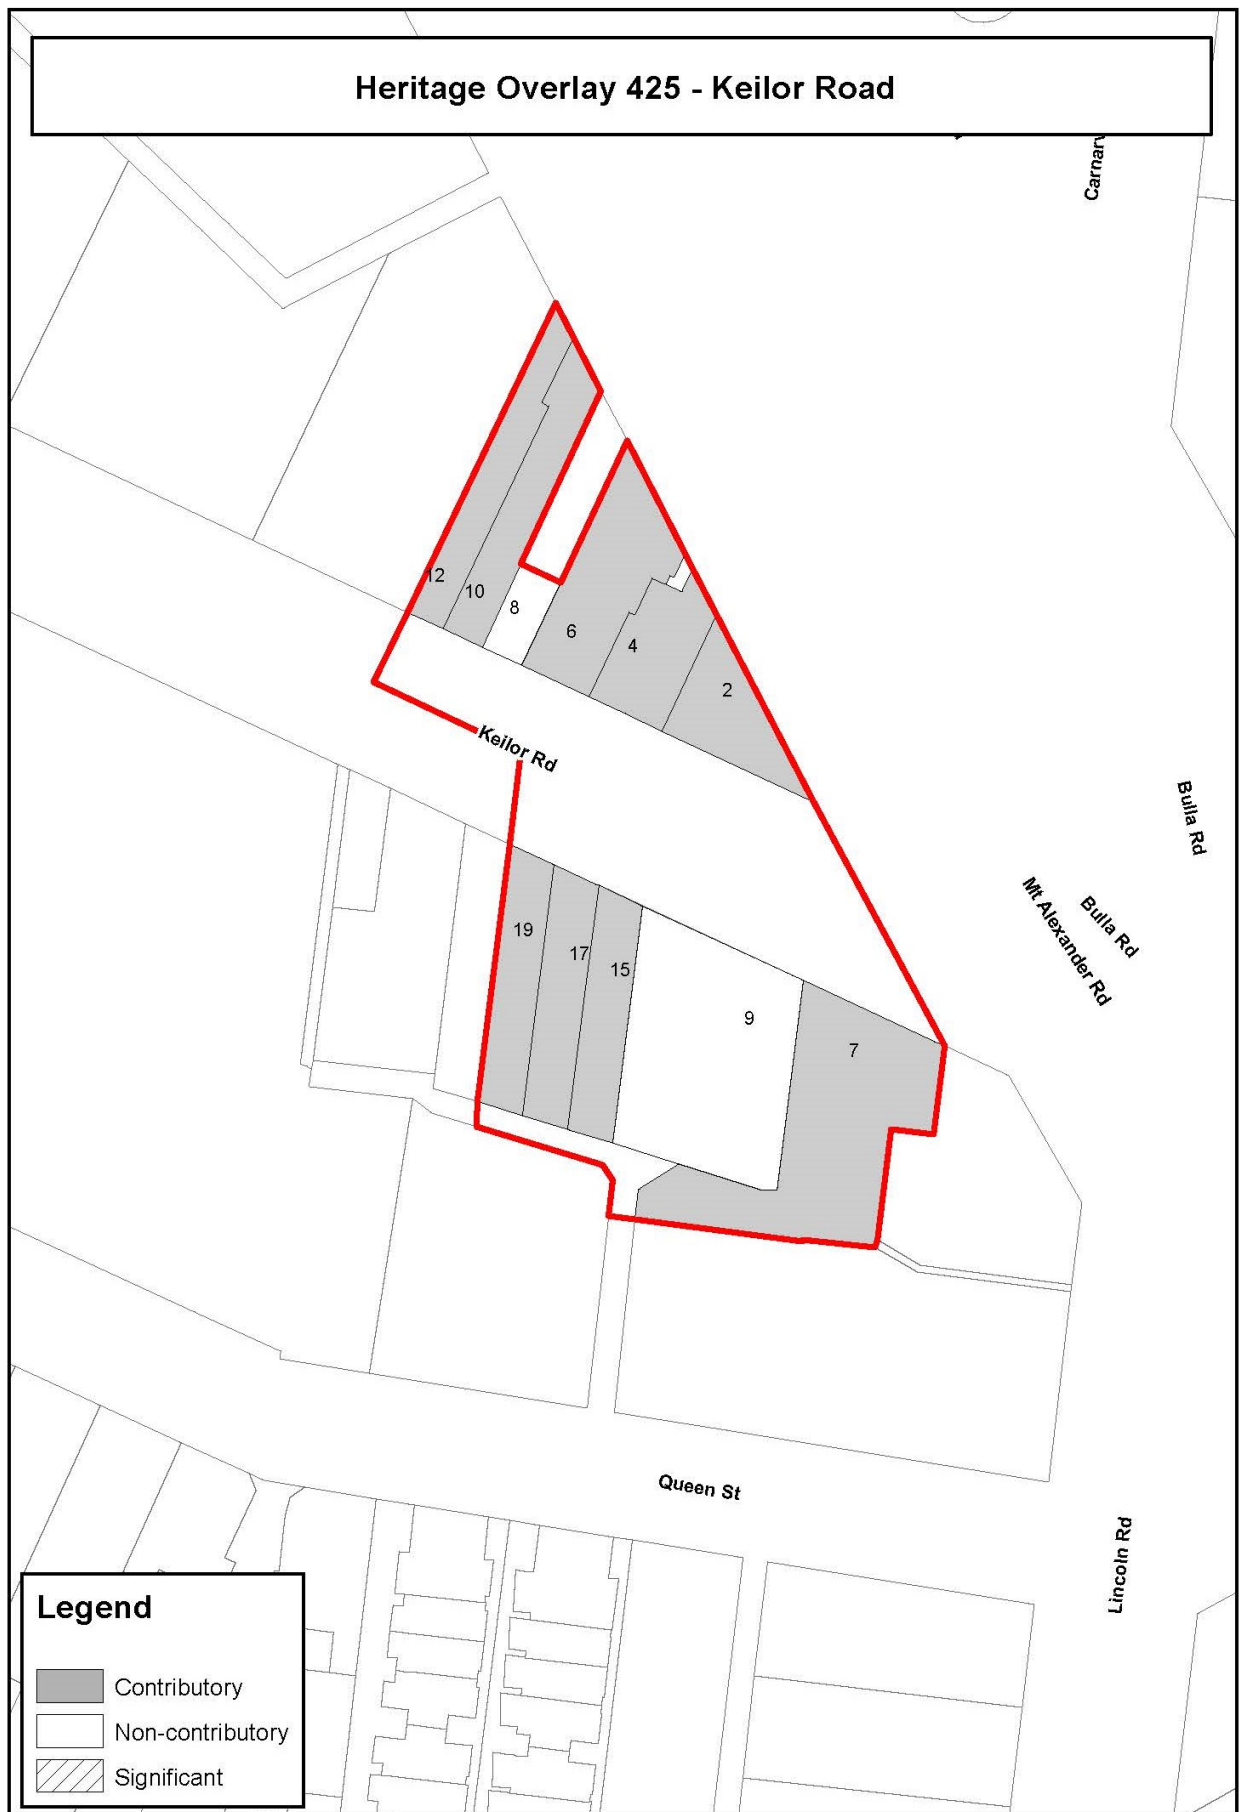 Heritage Overlay 425 - Keilor Road
12
10
8
6
4
2
Keilor Rd
Bulla Rd
Bulla Rd
Mt Alexander Rd
19
17
15
9
7
Queen St
Lincoln Rd
Legend
Contributory
Non-contributory
Significant